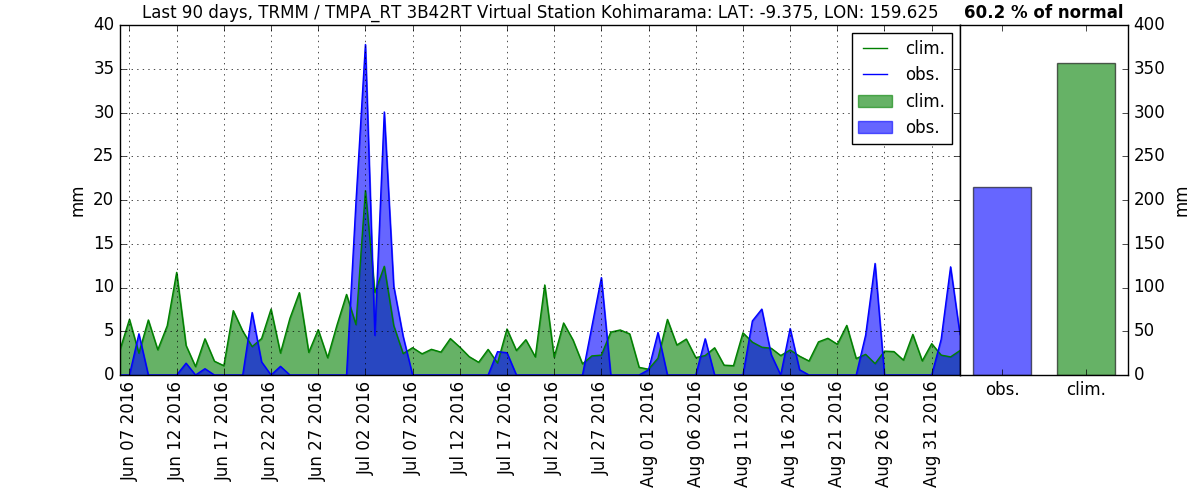 Last 90 days, TRMM / TMPA_RT 3B42RT Virtual Station Kohimarama: LAT: -9.375, LON: 159.625
60.2 % of normal
clim.
obs.
clim.
obs.
mm
40
35
30
25
20
15
10
5
0
400
350
300
250
200
150
100
50
0
mm
Jun 07 2016
Jun 12 2016
Jun 17 2016
Jun 22 2016
Jun 27 2016
Jul 02 2016
Jul 07 2016
Jul 12 2016
Jul 17 2016
Jul 22 2016
Jul 27 2016
Aug 01 2016
Aug 06 2016
Aug 11 2016
Aug 16 2016
Aug 21 2016
Aug 26 2016
Aug 31 2016
obs.
clim.